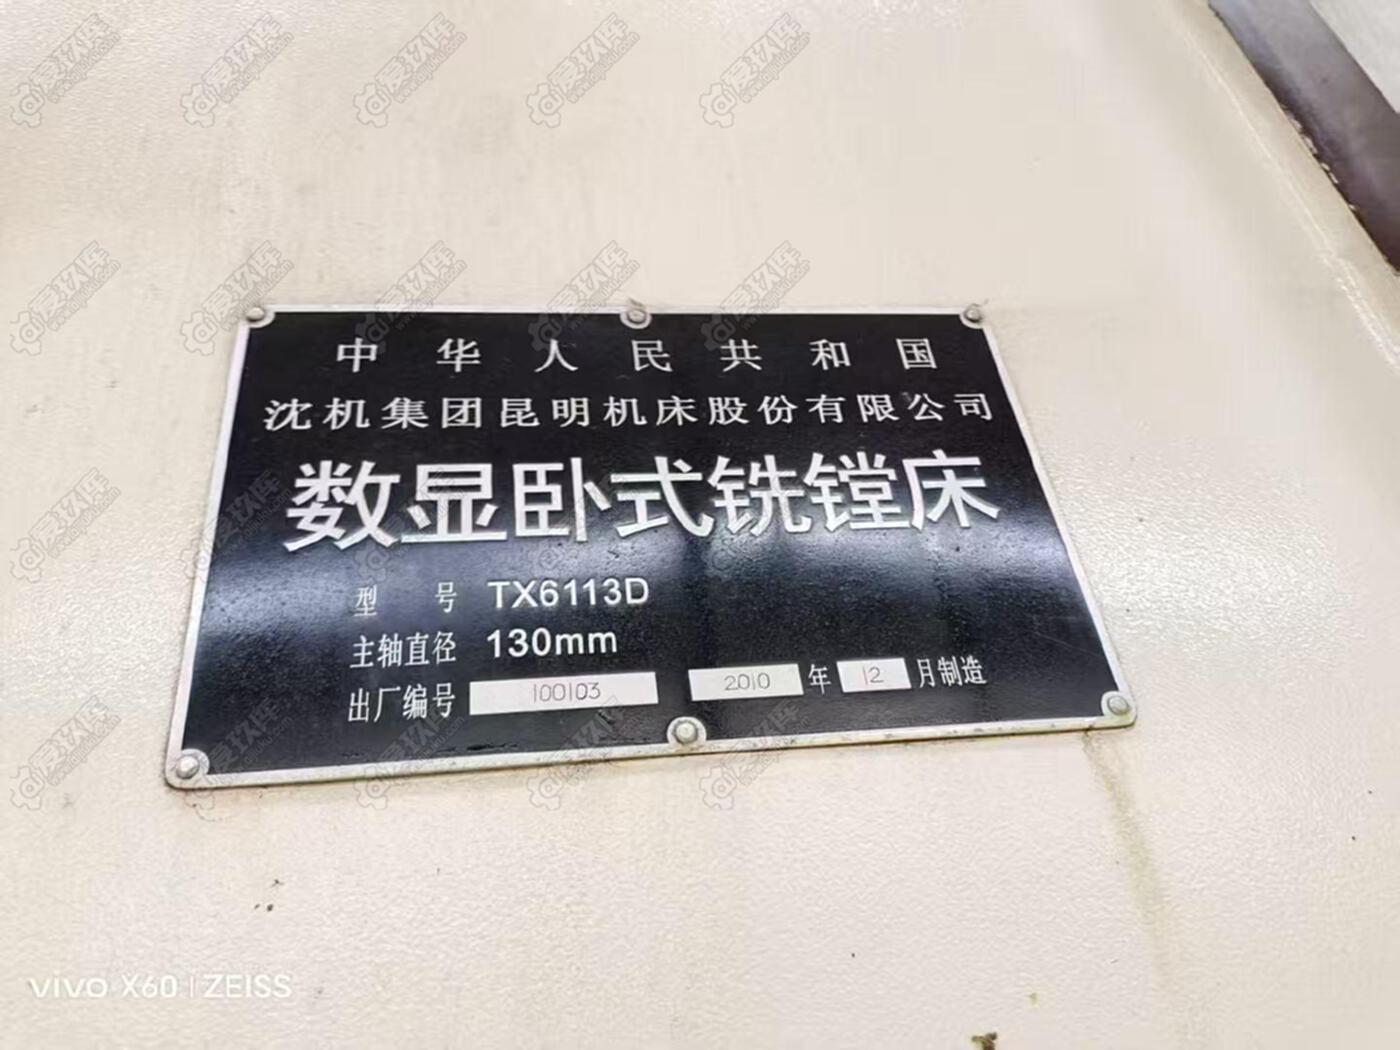 中华人民共和国
沈机集团昆明机床股份有限公司
数显卧式铣镗床
型 号 TX6113D
主轴直径 130mm
出厂编号 100103 2010 年 12 月制造
vivo X60 | ZEISS